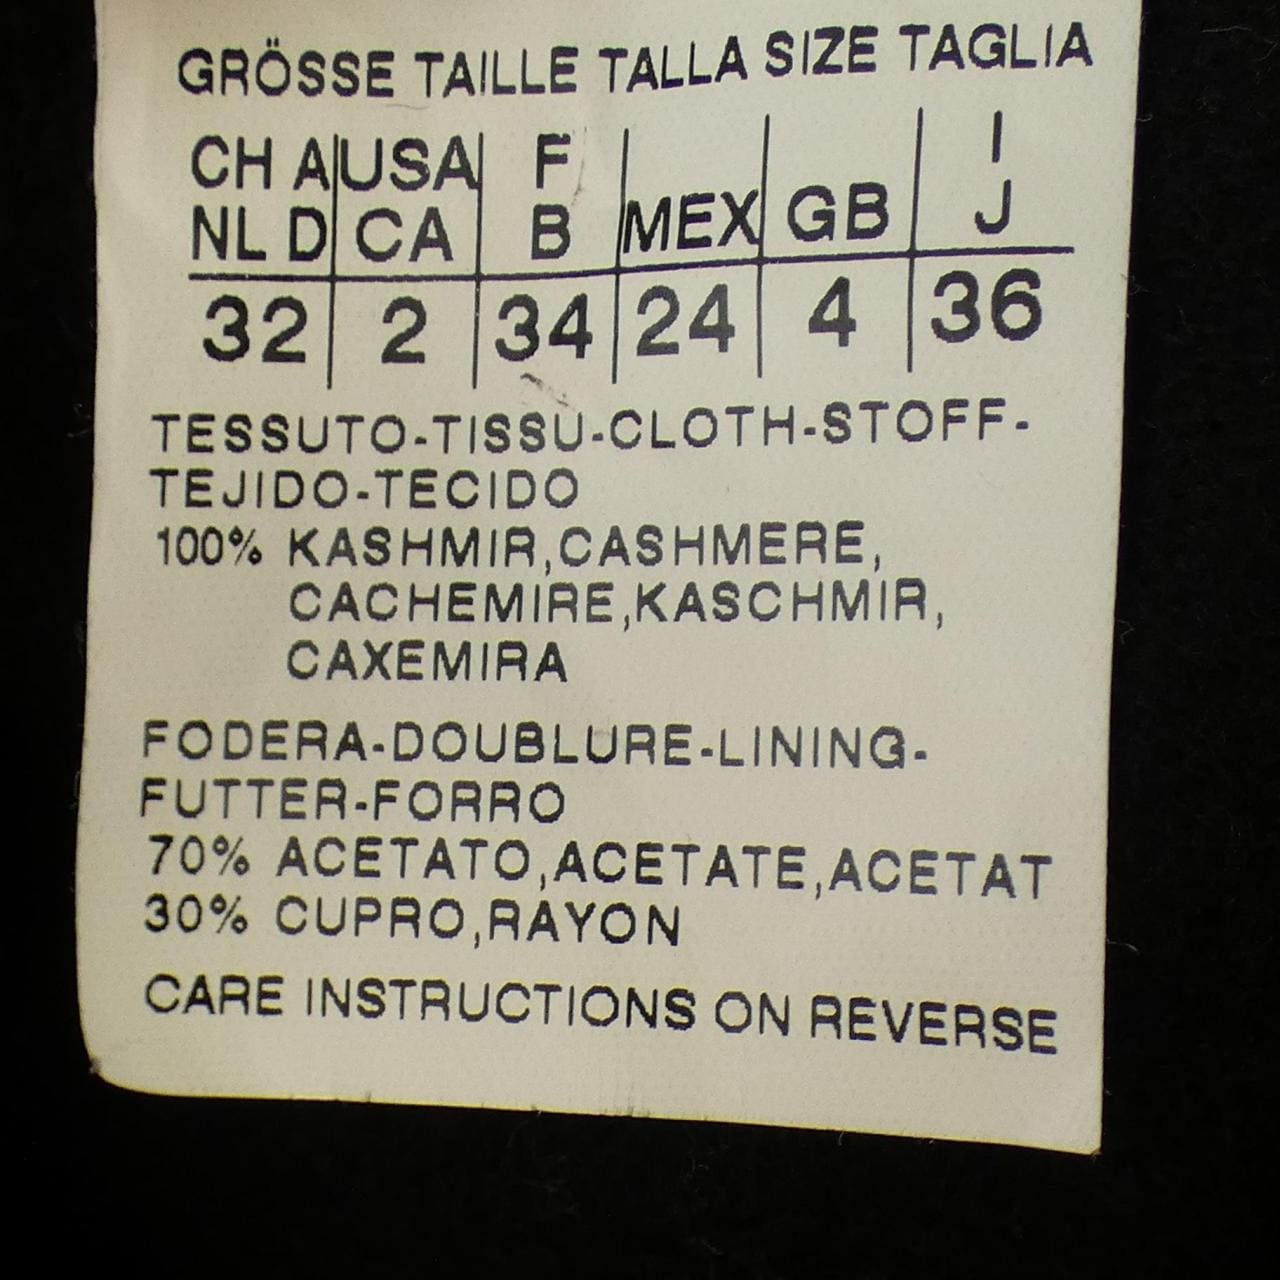 GRÖSSE TAILLE TALLA SIZE TAGLIA
CH A USA F I
NL D CA B MEX GB J
32 2 34 24 4 36
TESSUTO-TISSU-CLOTH-STOFF-
TEJIDO-TECIDO
100% KASHMIR,CASHMERE,
CACHEMIRE,KASCHMIR,
CAXEMIRA
FODERA-DOUBLURE-LINING-
FUTTER-FORRO
70% ACETATO,ACETATE,ACETAT
30% CUPRO,RAYON
CARE INSTRUCTIONS ON REVERSE